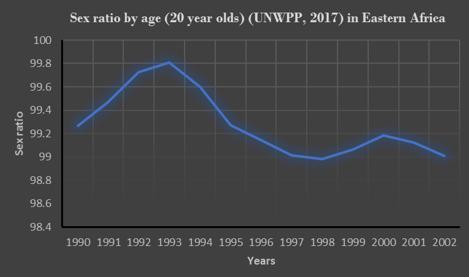 Sex ratio by age (20 year olds) (UNWPP, 2017) in Eastern Africa
100
99.8
99.6
99.4
99.2
99
98.8
98.6
98.4
Sex ratio
1990 1991 1992 1993 1994 1995 1996 1997 1998 1999 2000 2001 2002
Years